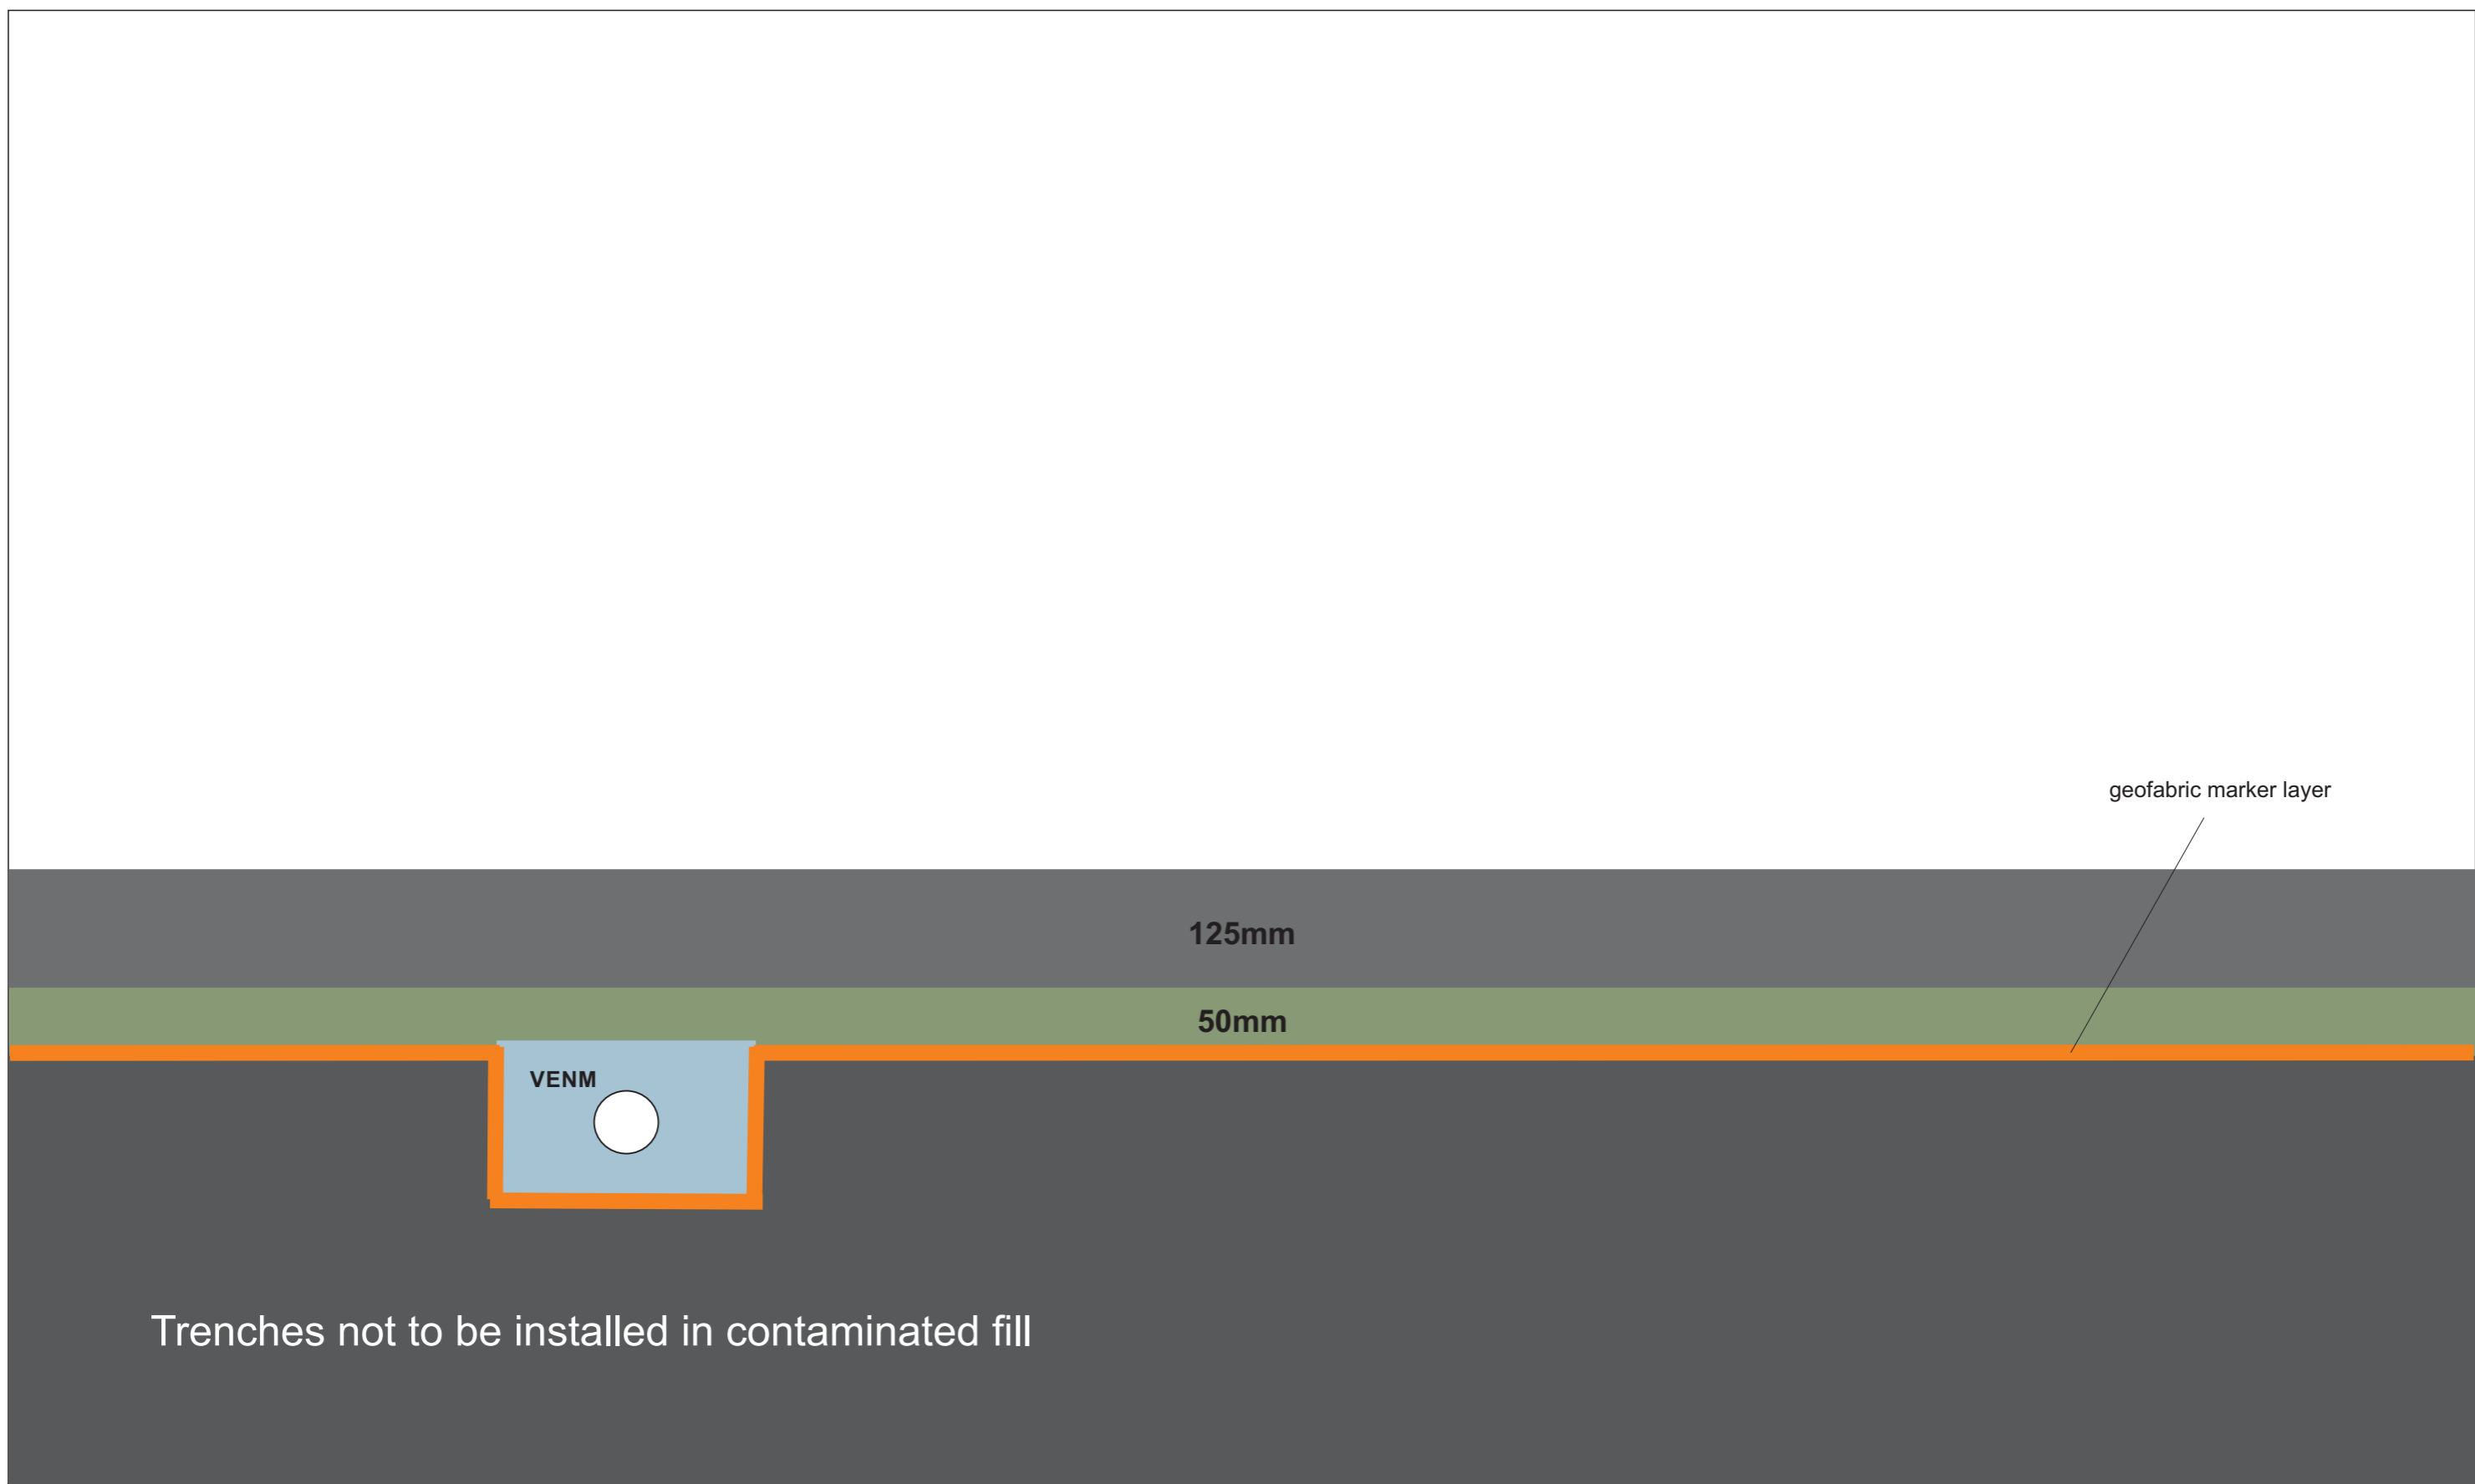 geofabric marker layer
125mm
50mm
VENM
Trenches not to be installed in contaminated fill